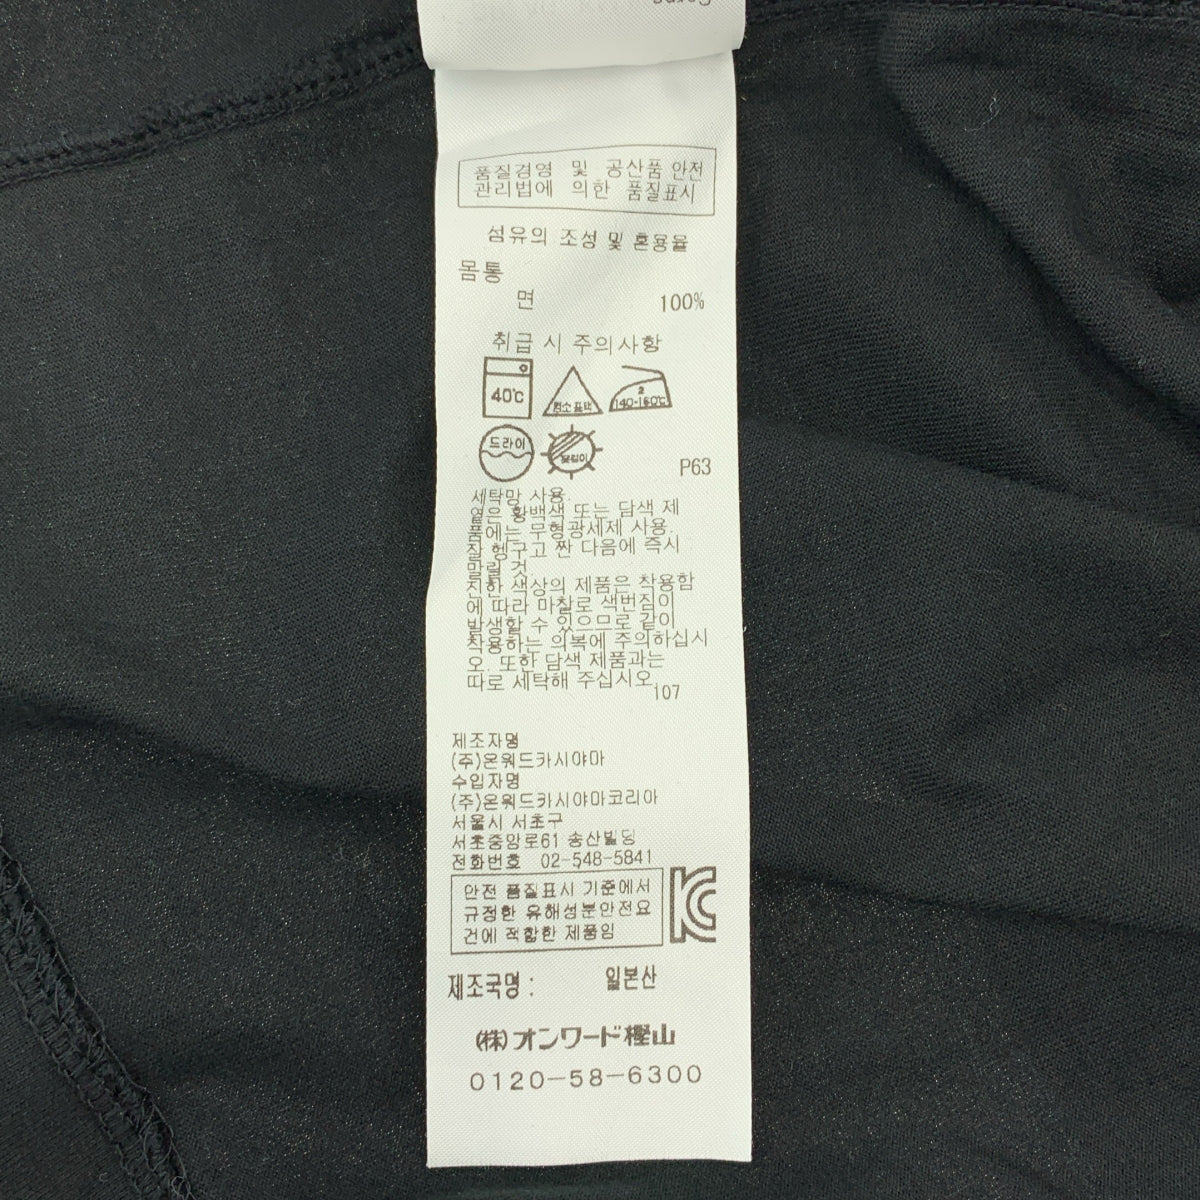 품질경영 및 공산품 안전
관리법에 의한 품질표시
섬유의 조성 및 혼용율
몸통
면 100%
취급 시 주의사항
40℃
염소표백
2
140-160℃
드라이
옷걸이
P63
세탁망 사용.
옅은 황백색 또는 담색 제
품에는 무형광세제 사용.
잘 헹구고 짠 다음에 즉시
말릴 것
진한 색상의 제품은 착용함
에 따라 마찰로 색번짐이
발생할 수 있으므로 같이
착용하는 의복에 주의하십시
오. 또한 담색 제품과는
따로 세탁해 주십시오.
i07
제조자명
(주)온워드카시야마
수입자명
(주)온워드카시야마코리아
서울시 서초구
서초중앙로61 송산빌딩
전화번호 02-548-5841
안전 품질표시 기준에서
규정한 유해성분안전요
건에 적합한 제품임
KC
제조국명 : 일본산
(株)オンワード樫山
0120-58-6300